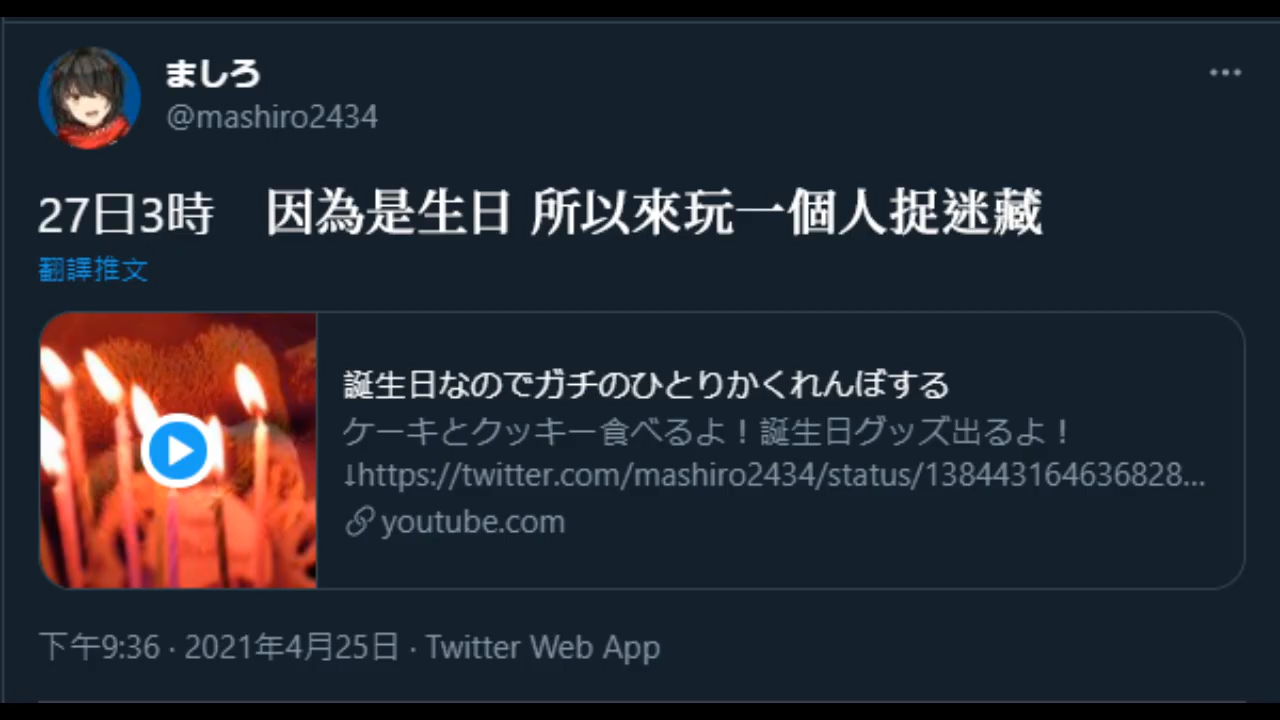 ましろ
@mashiro2434
27日3時　因為是生日 所以來玩一個人捉迷藏
翻譯推文
誕生日なのでガチのひとりかくれんぼする
ケーキとクッキー食べるよ！誕生日グッズ出るよ！
↓https://twitter.com/mashiro2434/status/138443164636828...
youtube.com
下午9:36 · 2021年4月25日 · Twitter Web App